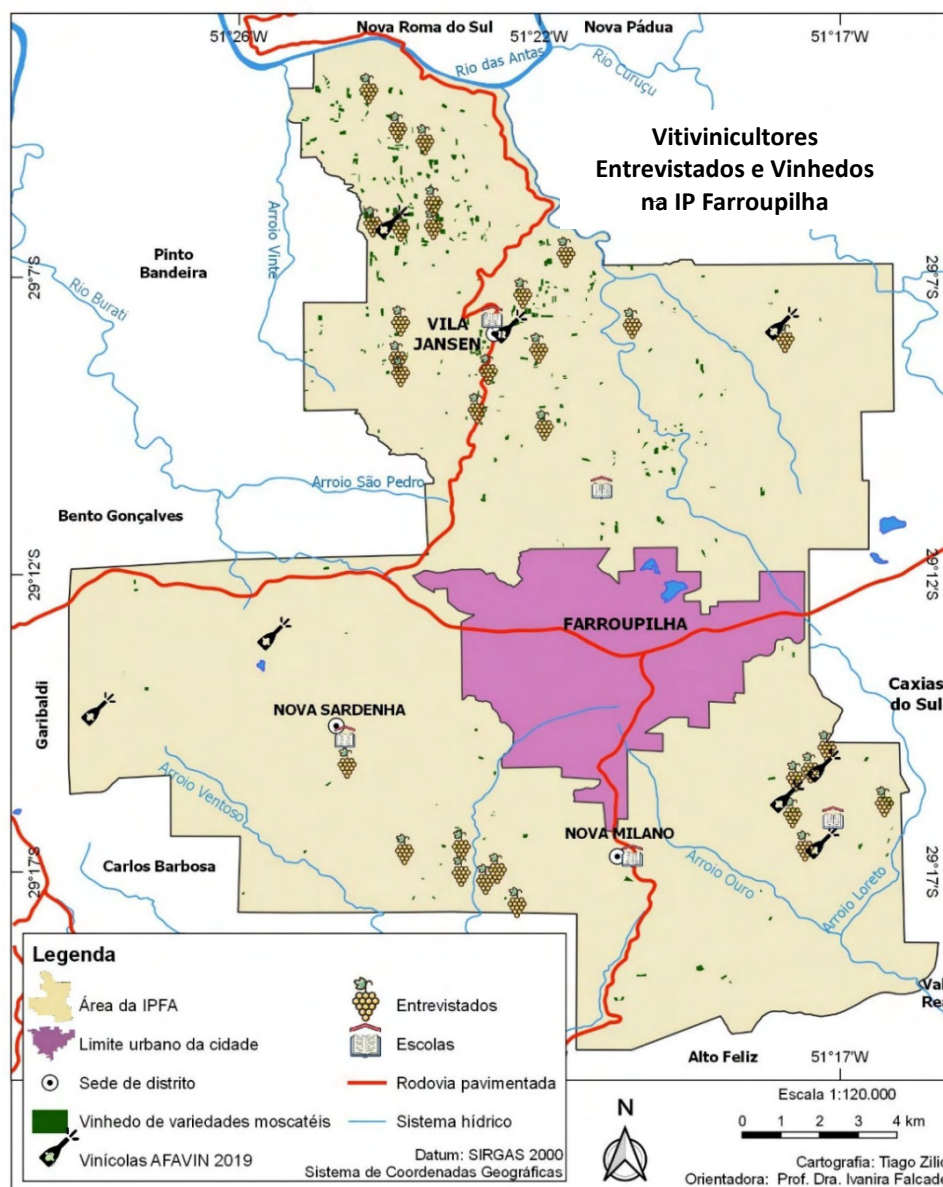 Nova Roma do Sul
Nova Pádua
51°26'W
51°22'W
51°17'W
Rio das Antas
Rio Curuçu
Vitivinicultores
Entrevistados e Vinhedos
na IP Farroupilha
Arroio Vinte
Pinto
Bandeira
29°7'S
29°7'S
Rio Burati
VILA
JANSEN
Arroio São Pedro
Bento Gonçalves
29°12'S
29°12'S
FARROUPILHA
Garibaldi
NOVA SARDENHA
Caxias
do Sul
Arroio Ventoso
NOVA MILANO
Carlos Barbosa
29°17'S
29°17'S
Arroio Ouro
Arroio Loreto
Val
Rea
Alto Feliz
51°17'W
Legenda
Área da IPFA
Entrevistados
Limite urbano da cidade
Escolas
Sede de distrito
Rodovia pavimentada
Vinhedo de variedades moscatéis
Sistema hídrico
Vinícolas AFAVIN 2019
Datum: SIRGAS 2000
Sistema de Coordenadas Geográficas
N
Escala 1:120.000
0 1 2 3 4 km
Cartografia: Tiago Zilio
Orientadora: Prof. Dra. Ivanira Falcade